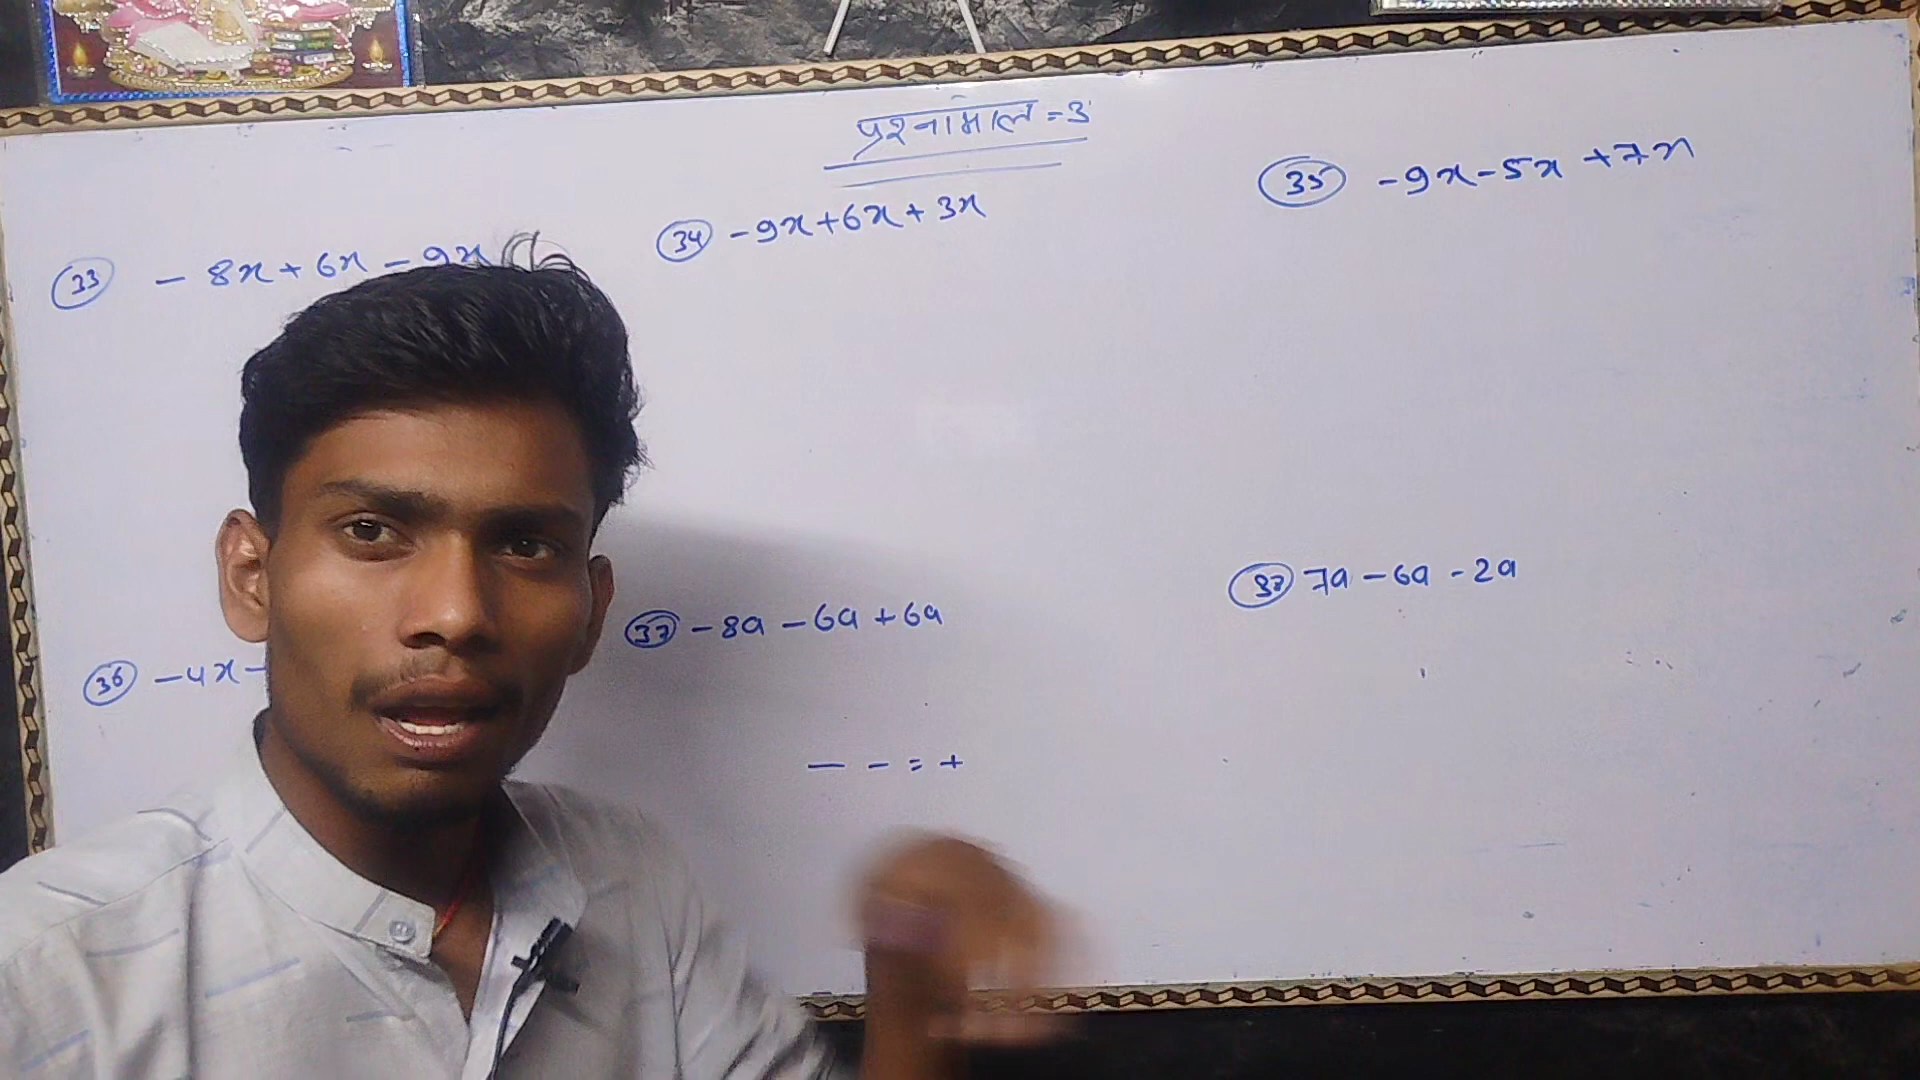 प्रश्नामाल = 3
33 - 8x + 6x - 9x
34 - 9x + 6x + 3x
35 - 9x - 5x + 7x
36 - 4x -
37 - 8a - 6a + 6a
38 7a - 6a - 2a
- - = +